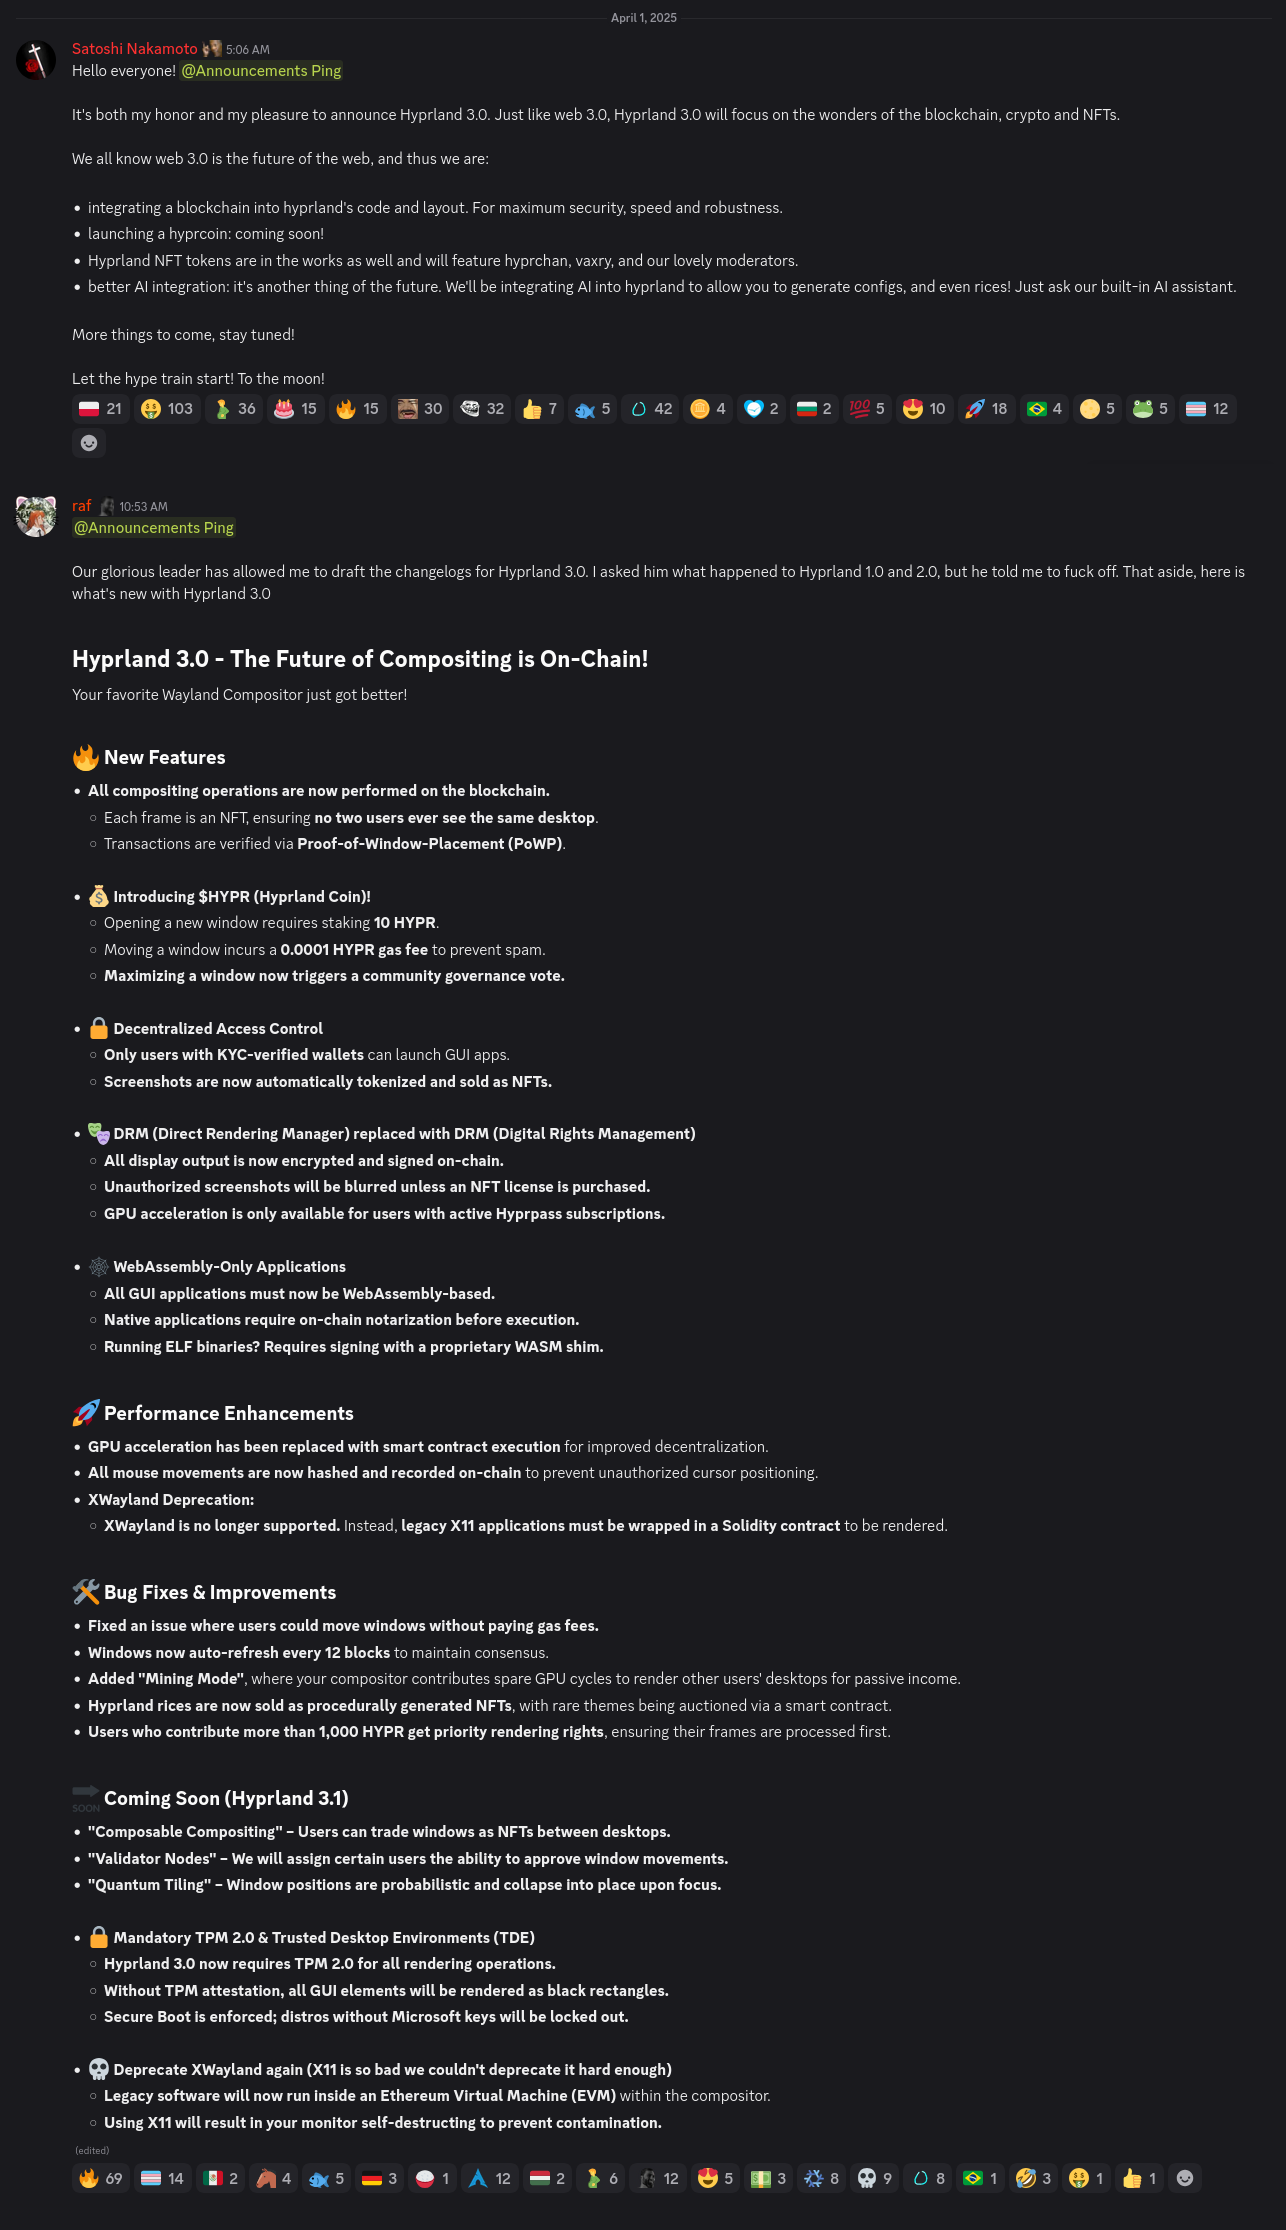 April 1, 2025
Satoshi Nakamoto 5:06 AM
Hello everyone! @Announcements Ping
It's both my honor and my pleasure to announce Hyprland 3.0. Just like web 3.0, Hyprland 3.0 will focus on the wonders of the blockchain, crypto and NFTs.
We all know web 3.0 is the future of the web, and thus we are:
• integrating a blockchain into hyprland's code and layout. For maximum security, speed and robustness.
• launching a hyprcoin: coming soon!
• Hyprland NFT tokens are in the works as well and will feature hyprchan, vaxry, and our lovely moderators.
• better AI integration: it's another thing of the future. We'll be integrating AI into hyprland to allow you to generate configs, and even rices! Just ask our built-in AI assistant.
More things to come, stay tuned!
Let the hype train start! To the moon!
21 103 36 15 15 30 32 7 5 42 4 2 2 5 10 18 4 5 5 12
raf 10:53 AM
@Announcements Ping
Our glorious leader has allowed me to draft the changelogs for Hyprland 3.0. I asked him what happened to Hyprland 1.0 and 2.0, but he told me to fuck off. That aside, here is
what's new with Hyprland 3.0
Hyprland 3.0 - The Future of Compositing is On-Chain!
Your favorite Wayland Compositor just got better!
🔥 New Features
• All compositing operations are now performed on the blockchain.
○ Each frame is an NFT, ensuring no two users ever see the same desktop.
○ Transactions are verified via Proof-of-Window-Placement (PoWP).
• 💰 Introducing $HYPR (Hyprland Coin)!
○ Opening a new window requires staking 10 HYPR.
○ Moving a window incurs a 0.0001 HYPR gas fee to prevent spam.
○ Maximizing a window now triggers a community governance vote.
• 🔒 Decentralized Access Control
○ Only users with KYC-verified wallets can launch GUI apps.
○ Screenshots are now automatically tokenized and sold as NFTs.
• 🎭 DRM (Direct Rendering Manager) replaced with DRM (Digital Rights Management)
○ All display output is now encrypted and signed on-chain.
○ Unauthorized screenshots will be blurred unless an NFT license is purchased.
○ GPU acceleration is only available for users with active Hyprpass subscriptions.
• 🕸 WebAssembly-Only Applications
○ All GUI applications must now be WebAssembly-based.
○ Native applications require on-chain notarization before execution.
○ Running ELF binaries? Requires signing with a proprietary WASM shim.
🚀 Performance Enhancements
• GPU acceleration has been replaced with smart contract execution for improved decentralization.
• All mouse movements are now hashed and recorded on-chain to prevent unauthorized cursor positioning.
• XWayland Deprecation:
○ XWayland is no longer supported. Instead, legacy X11 applications must be wrapped in a Solidity contract to be rendered.
🛠 Bug Fixes & Improvements
• Fixed an issue where users could move windows without paying gas fees.
• Windows now auto-refresh every 12 blocks to maintain consensus.
• Added "Mining Mode", where your compositor contributes spare GPU cycles to render other users' desktops for passive income.
• Hyprland rices are now sold as procedurally generated NFTs, with rare themes being auctioned via a smart contract.
• Users who contribute more than 1,000 HYPR get priority rendering rights, ensuring their frames are processed first.
🔜 Coming Soon (Hyprland 3.1)
• "Composable Compositing" – Users can trade windows as NFTs between desktops.
• "Validator Nodes" – We will assign certain users the ability to approve window movements.
• "Quantum Tiling" – Window positions are probabilistic and collapse into place upon focus.
• 🔒 Mandatory TPM 2.0 & Trusted Desktop Environments (TDE)
○ Hyprland 3.0 now requires TPM 2.0 for all rendering operations.
○ Without TPM attestation, all GUI elements will be rendered as black rectangles.
○ Secure Boot is enforced; distros without Microsoft keys will be locked out.
• 💀 Deprecate XWayland again (X11 is so bad we couldn't deprecate it hard enough)
○ Legacy software will now run inside an Ethereum Virtual Machine (EVM) within the compositor.
○ Using X11 will result in your monitor self-destructing to prevent contamination.
(edited)
69 14 2 4 5 3 1 12 2 6 12 5 3 8 9 8 1 3 1 1